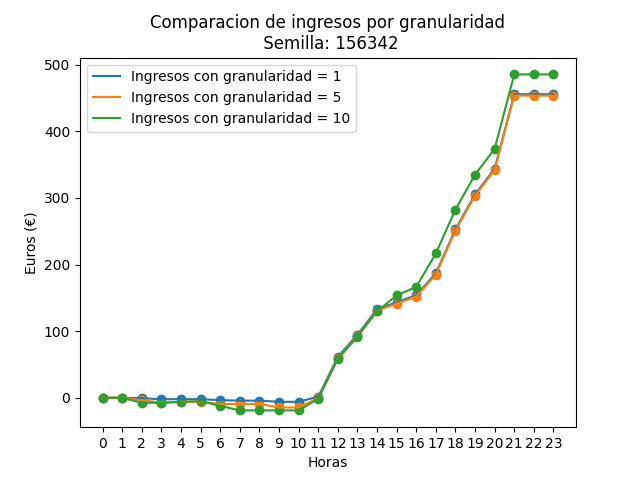 Comparacion de ingresos por granularidad
Semilla: 156342
Ingresos con granularidad = 1
Ingresos con granularidad = 5
Ingresos con granularidad = 10
Euros (€)
500
400
300
200
100
0
0 1 2 3 4 5 6 7 8 9 10 11 12 13 14 15 16 17 18 19 20 21 22 23
Horas